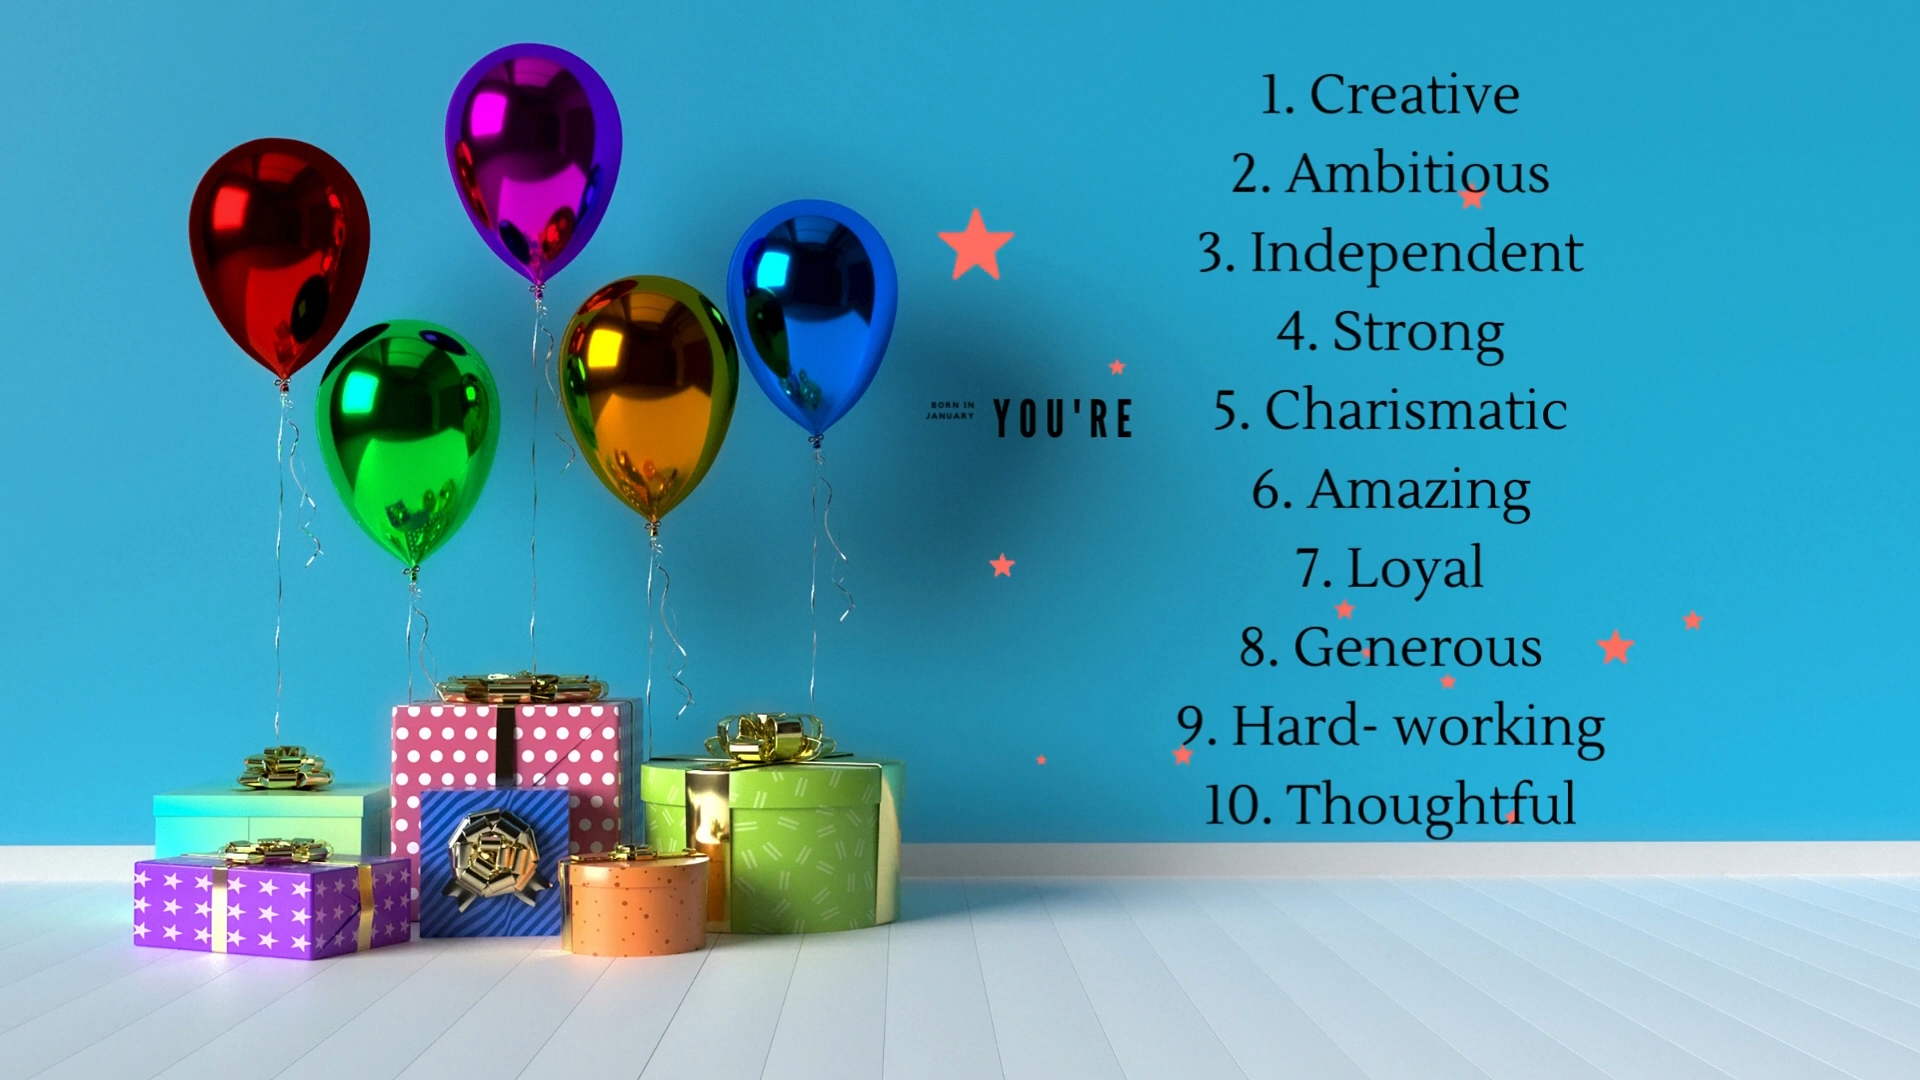 BORN IN
JANUARY
YOU'RE
1. Creative
2. Ambitious
3. Independent
4. Strong
5. Charismatic
6. Amazing
7. Loyal
8. Generous
9. Hard- working
10. Thoughtful